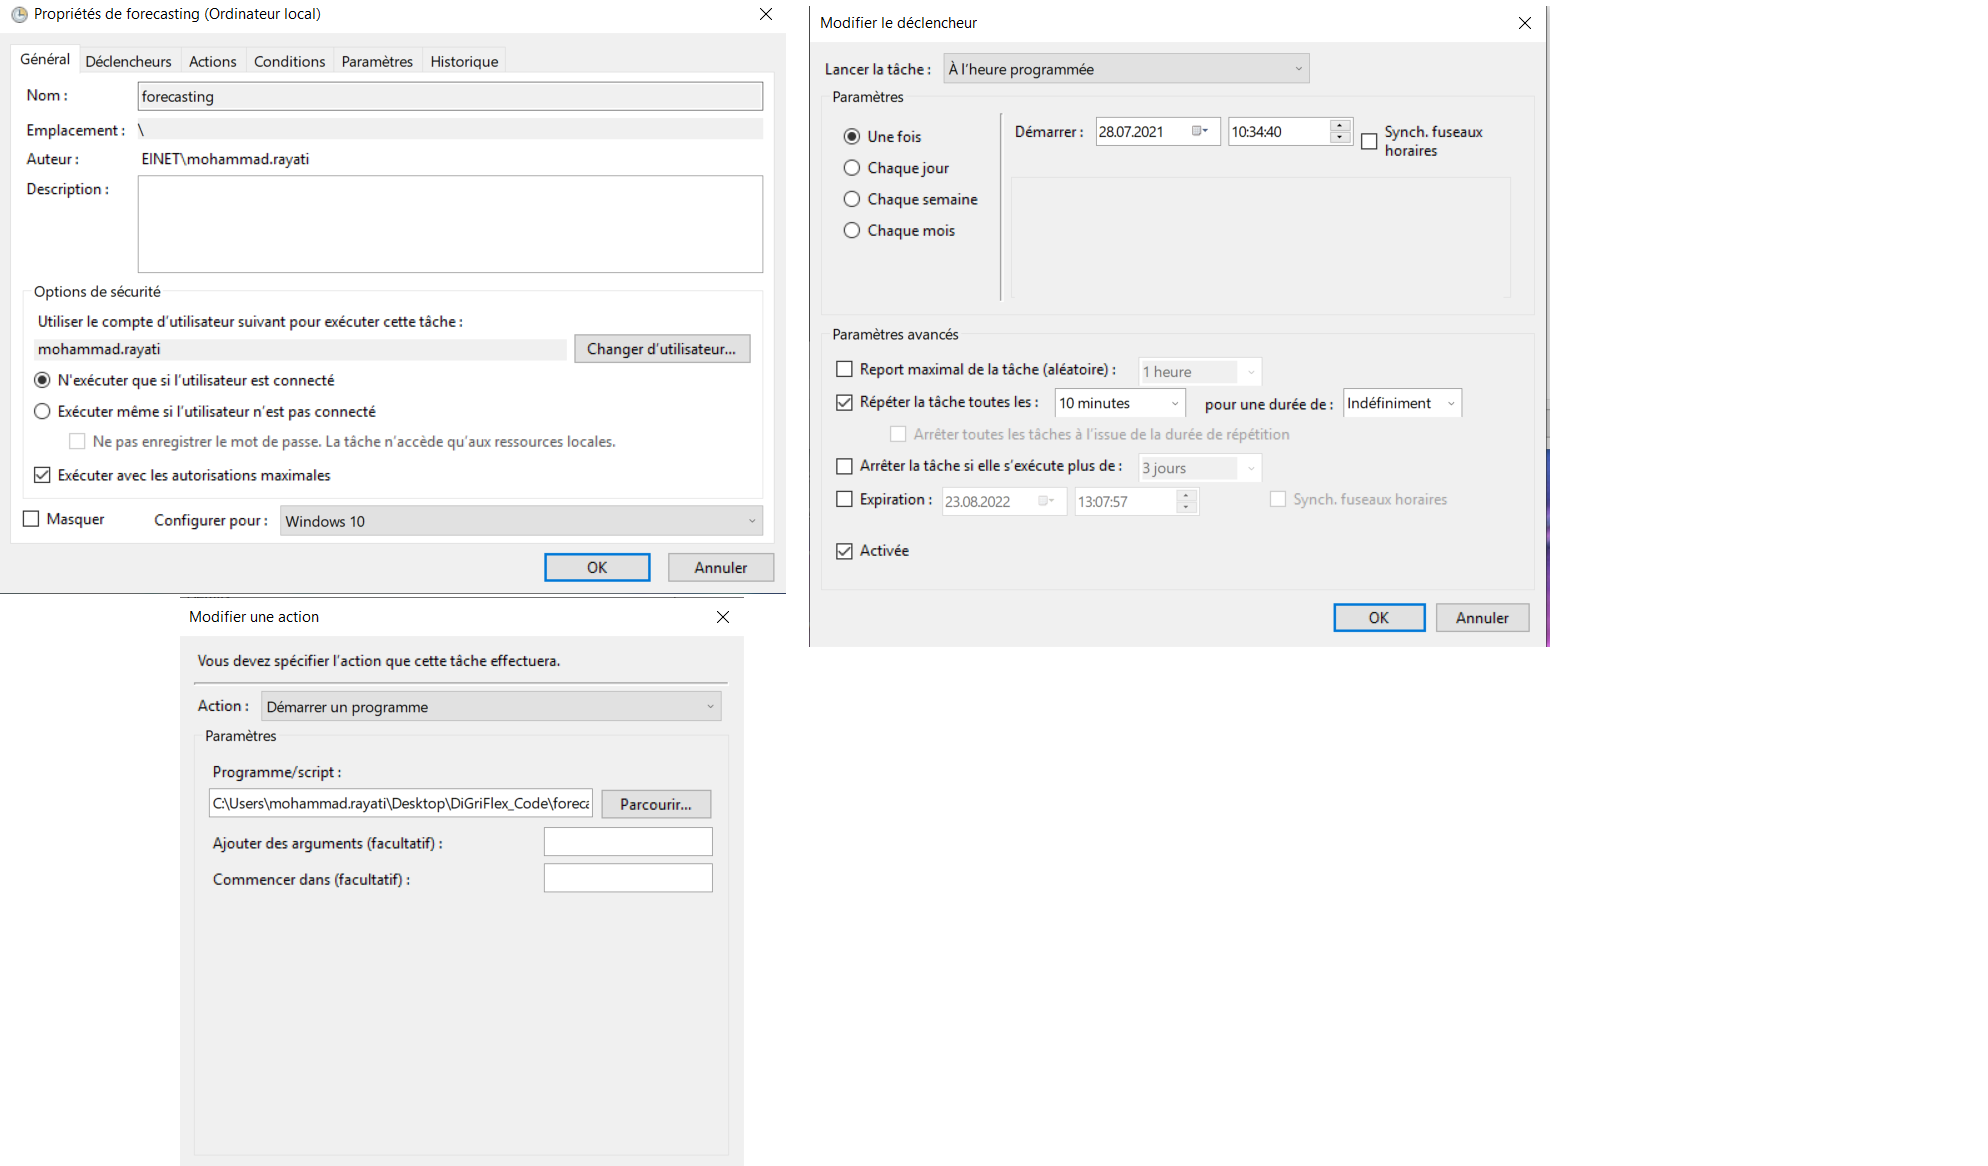 Propriétés de forecasting (Ordinateur local)
Général Déclencheurs Actions Conditions Paramètres Historique
Nom : forecasting
Emplacement : \
Auteur : EINET\mohammad.rayati
Description :
Options de sécurité
Utiliser le compte d'utilisateur suivant pour exécuter cette tâche :
mohammad.rayati Changer d'utilisateur...
N'exécuter que si l'utilisateur est connecté
Exécuter même si l'utilisateur n'est pas connecté
Ne pas enregistrer le mot de passe. La tâche n'accède qu'aux ressources locales.
Exécuter avec les autorisations maximales
Masquer Configurer pour : Windows 10
OK Annuler
Modifier le déclencheur
Lancer la tâche : À l'heure programmée
Paramètres
Une fois
Chaque jour
Chaque semaine
Chaque mois
Démarrer : 28.07.2021 10:34:40 Synch. fuseaux
horaires
Paramètres avancés
Report maximal de la tâche (aléatoire) : 1 heure
Répéter la tâche toutes les : 10 minutes pour une durée de : Indéfiniment
Arrêter toutes les tâches à l'issue de la durée de répétition
Arrêter la tâche si elle s'exécute plus de : 3 jours
Expiration : 23.08.2022 13:07:57 Synch. fuseaux horaires
Activée
OK Annuler
Modifier une action
Vous devez spécifier l'action que cette tâche effectuera.
Action : Démarrer un programme
Paramètres
Programme/script :
C:\Users\mohammad.rayati\Desktop\DiGriFlex_Code\foreca Parcourir...
Ajouter des arguments (facultatif) :
Commencer dans (facultatif) :